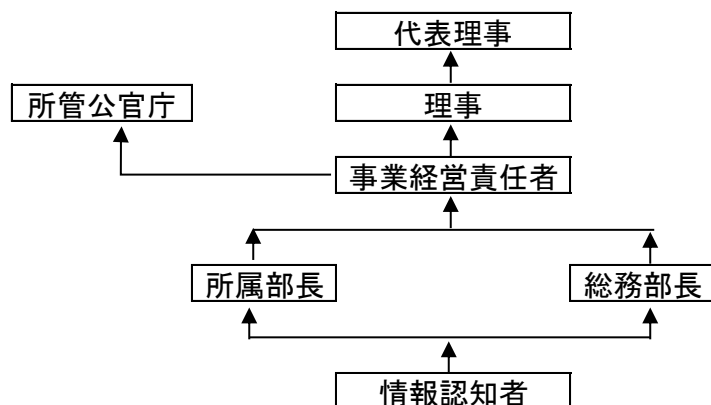 代表理事
所管公官庁
理事
事業経営責任者
所属部長
総務部長
情報認知者